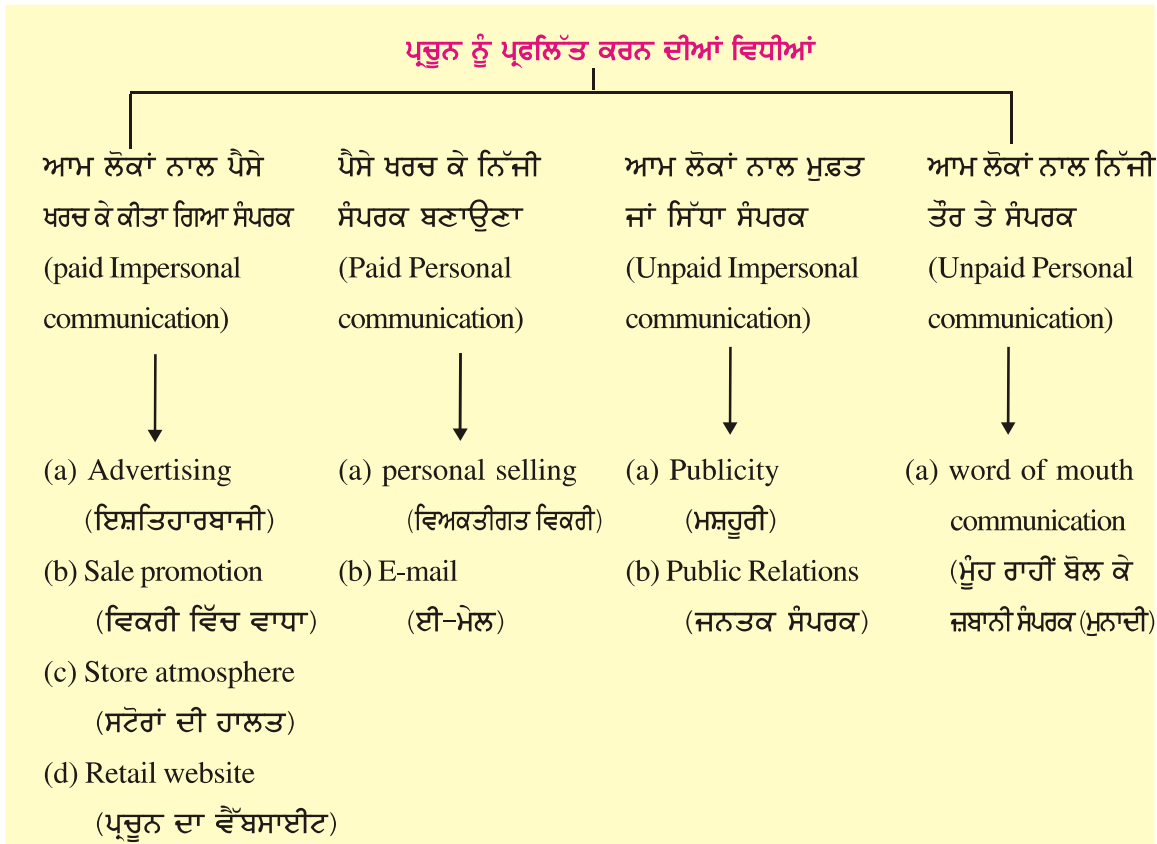 ਪ੍ਰਚੂਨ ਨੂੰ ਪ੍ਰਫਲਿੱਤ ਕਰਨ ਦੀਆਂ ਵਿਧੀਆਂ
ਆਮ ਲੋਕਾਂ ਨਾਲ ਪੈਸੇ
ਖਰਚ ਕੇ ਕੀਤਾ ਗਿਆ ਸੰਪਰਕ
(paid Impersonal
communication)
(a) Advertising
(ਇਸ਼ਤਿਹਾਰਬਾਜੀ)
(b) Sale promotion
(ਵਿਕਰੀ ਵਿੱਚ ਵਾਧਾ)
(c) Store atmosphere
(ਸਟੋਰਾਂ ਦੀ ਹਾਲਤ)
(d) Retail website
(ਪ੍ਰਚੂਨ ਦਾ ਵੈੱਬਸਾਈਟ)
ਪੈਸੇ ਖਰਚ ਕੇ ਨਿੱਜੀ
ਸੰਪਰਕ ਬਣਾਉਣਾ
(Paid Personal
communication)
(a) personal selling
(ਵਿਅਕਤੀਗਤ ਵਿਕਰੀ)
(b) E-mail
(ਈ-ਮੇਲ)
ਆਮ ਲੋਕਾਂ ਨਾਲ ਮੁਫ਼ਤ
ਜਾਂ ਸਿੱਧਾ ਸੰਪਰਕ
(Unpaid Impersonal
communication)
(a) Publicity
(ਮਸ਼ਹੂਰੀ)
(b) Public Relations
(ਜਨਤਕ ਸੰਪਰਕ)
ਆਮ ਲੋਕਾਂ ਨਾਲ ਨਿੱਜੀ
ਤੌਰ ਤੇ ਸੰਪਰਕ
(Unpaid Personal
communication)
(a) word of mouth
communication
(ਮੂੰਹ ਰਾਹੀਂ ਬੋਲ ਕੇ
ਜ਼ਬਾਨੀ ਸੰਪਰਕ (ਮੁਨਾਦੀ)